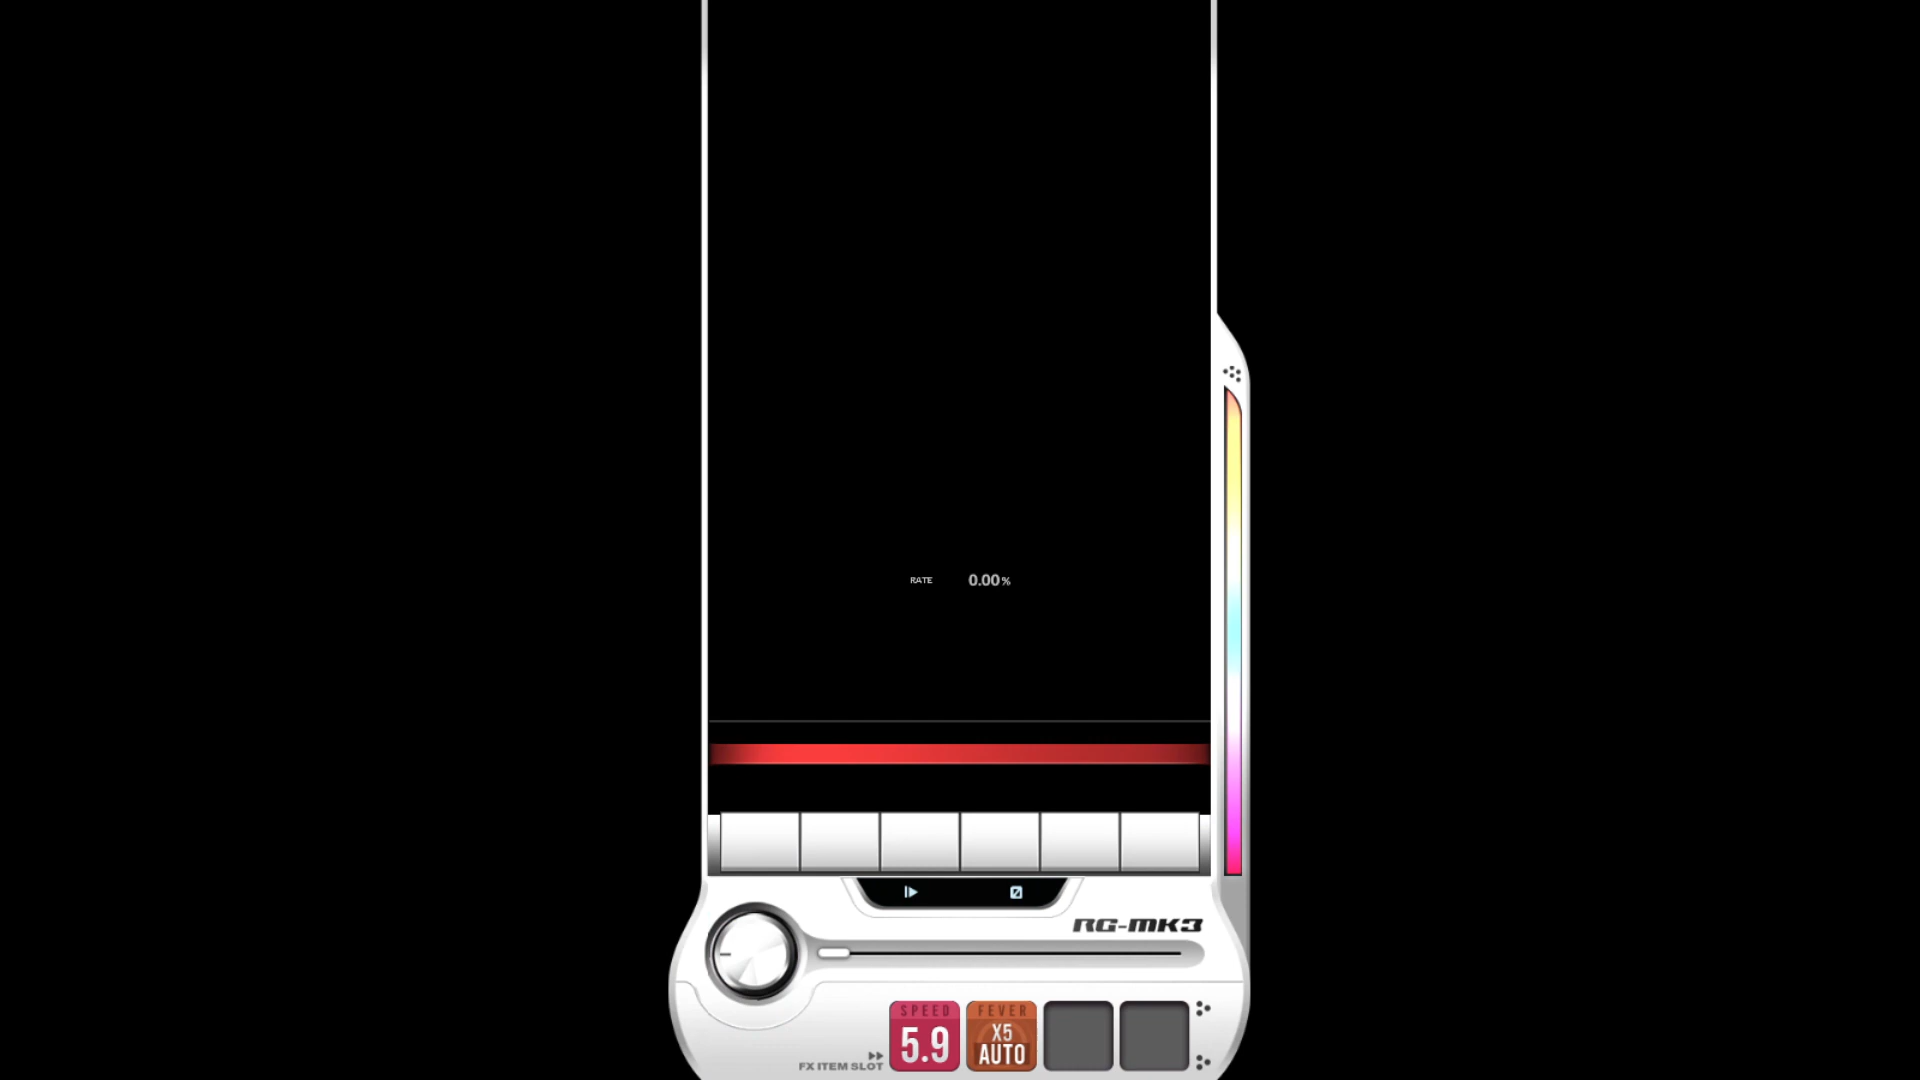 RATE 0.00%
RG-MK3
SPEED
5.9
FEVER
X5
AUTO
FX ITEM SLOT